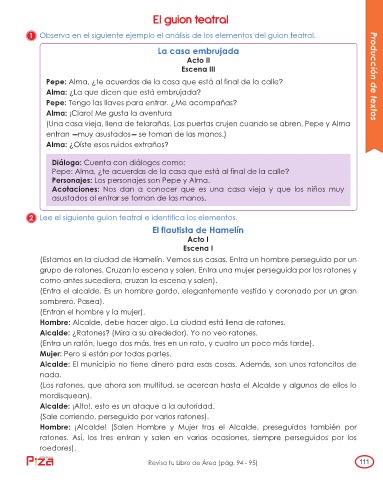 El guion teatral
1 Observa en el siguiente ejemplo el análisis de los elementos del guion teatral.
La casa embrujada
Acto II
Escena III
Pepe: Alma, ¿te acuerdas de la casa que está al final de la calle?
Alma: ¿La que dicen que está embrujada?
Pepe: Tengo las llaves para entrar. ¿Me acompañas?
Alma: ¡Claro! Me gusta la aventura
(Una casa vieja, llena de telarañas. Las puertas crujen cuando se abren. Pepe y Alma
entran —muy asustados— se toman de las manos.)
Alma: ¿Oíste esos ruidos extraños?
Diálogo: Cuenta con diálogos como:
Pepe: Alma, ¿te acuerdas de la casa que está al final de la calle?
Personajes: Los personajes son Pepe y Alma.
Acotaciones: Nos dan a conocer que es una casa vieja y que los niños muy
asustados al entrar se toman de las manos.
2 Lee el siguiente guion teatral e identifica los elementos.
El flautista de Hamelín
Acto I
Escena I
(Estamos en la ciudad de Hamelín. Vemos sus casas. Entra un hombre perseguido por un
grupo de ratones. Cruzan la escena y salen. Entra una mujer perseguida por los ratones y
como antes sucediera, cruzan la escena y salen).
(Entra el alcalde. Es un hombre gordo, elegantemente vestido y coronado por un gran
sombrero. Pasea).
(Entran el hombre y la mujer).
Hombre: Alcalde, debe hacer algo. La ciudad está llena de ratones.
Alcalde: ¿Ratones? (Mira a su alrededor). Yo no veo ratones.
(Entra un ratón, luego dos más, tres en un rato, y cuatro un poco más tarde).
Mujer: Pero si están por todas partes.
Alcalde: El municipio no tiene dinero para esas cosas. Además, son unos ratoncitos de
nada.
(Los ratones, que ahora son multitud, se acercan hasta el Alcalde y algunos de ellos lo
mordisquean).
Alcalde: ¡Alto!, esto es un ataque a la autoridad.
(Sale corriendo, perseguido por varios ratones).
Hombre: ¡Alcalde! (Salen Hombre y Mujer tras el Alcalde, preseguidos también por
ratones. Así, los tres entran y salen en varias ocasiones, siempre perseguidos por los
roedores).
Piza
Revisa tu Libro de Área (pág. 94 - 95)
111
Producción de textos